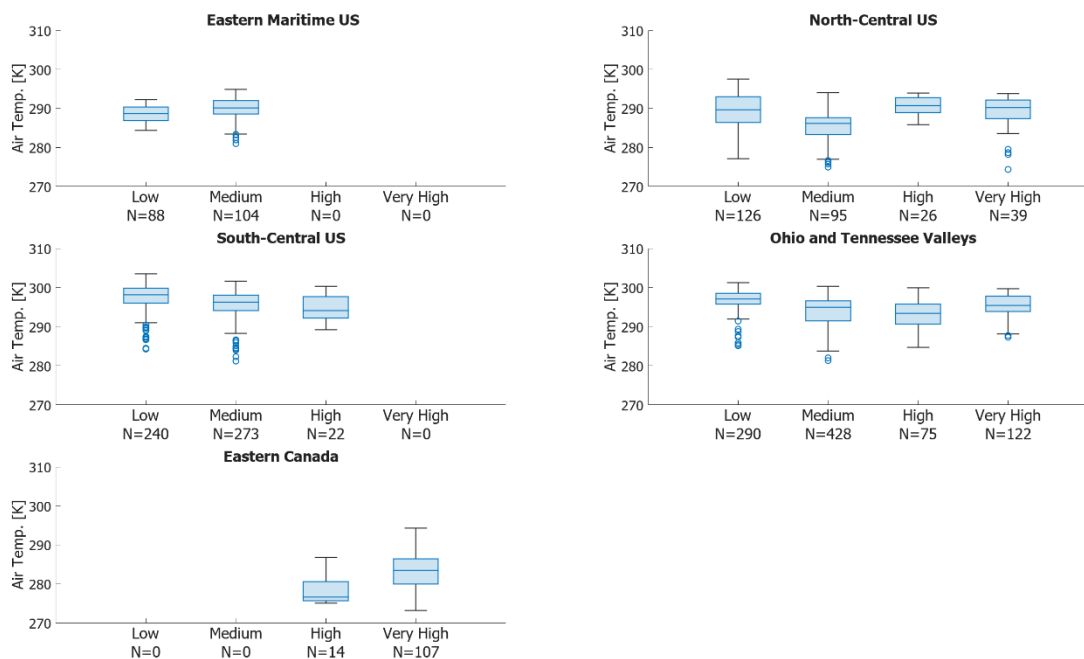 Eastern Maritime US
310
300
290
280
270
Air Temp. [K]
Low Medium High Very High
N=88 N=104 N=0 N=0
North-Central US
310
300
290
280
270
Air Temp. [K]
Low Medium High Very High
N=126 N=95 N=26 N=39
South-Central US
310
300
290
280
270
Air Temp. [K]
Low Medium High Very High
N=240 N=273 N=22 N=0
Ohio and Tennessee Valleys
310
300
290
280
270
Air Temp. [K]
Low Medium High Very High
N=290 N=428 N=75 N=122
Eastern Canada
310
300
290
280
270
Air Temp. [K]
Low Medium High Very High
N=0 N=0 N=14 N=107